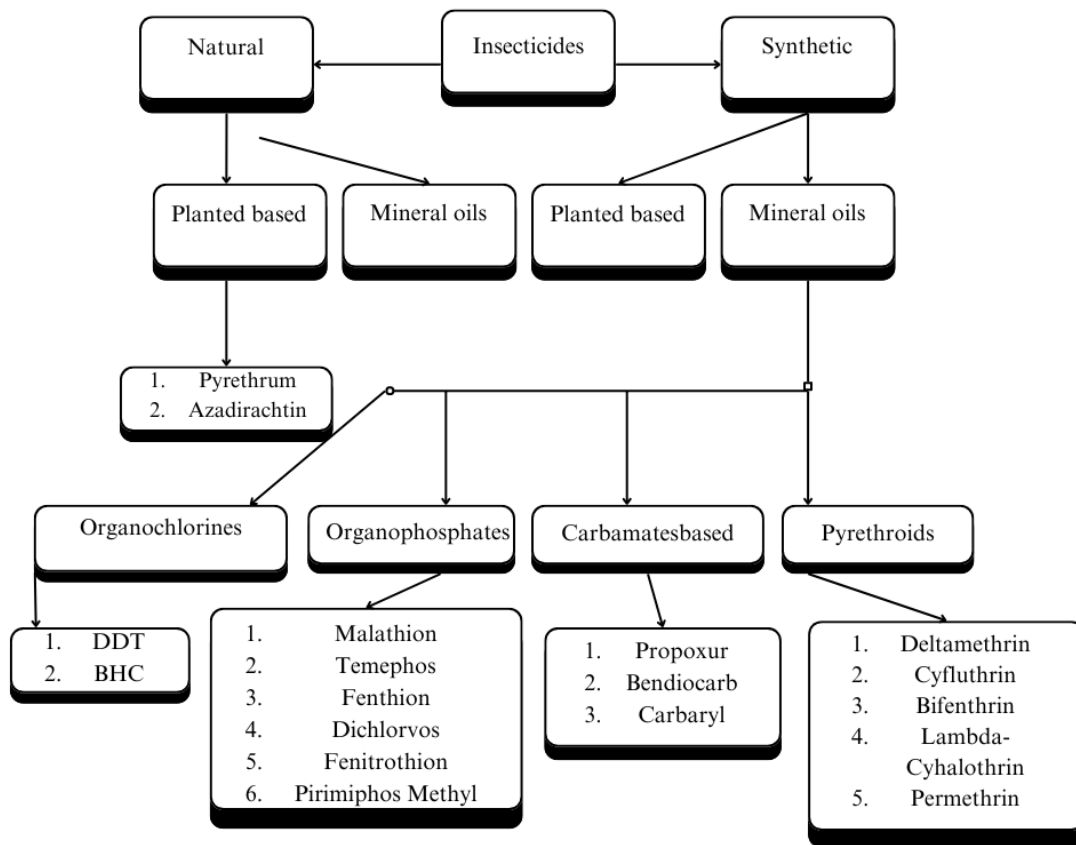 Natural
Insecticides
Synthetic
Planted based
Mineral oils
Planted based
Mineral oils
1. Pyrethrum
2. Azadirachtin
Organochlorines
Organophosphates
Carbamatesbased
Pyrethroids
1. DDT
2. BHC
1. Malathion
2. Temephos
3. Fenthion
4. Dichlorvos
5. Fenitrothion
6. Pirimiphos Methyl
1. Propoxur
2. Bendiocarb
3. Carbaryl
1. Deltamethrin
2. Cyfluthrin
3. Bifenthrin
4. Lambda-
Cyhalothrin
5. Permethrin